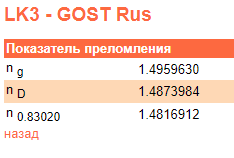 LK3 - GOST Rus
Показатель преломления
n g 1.4959630
n D 1.4873984
n 0.83020 1.4816912
назад